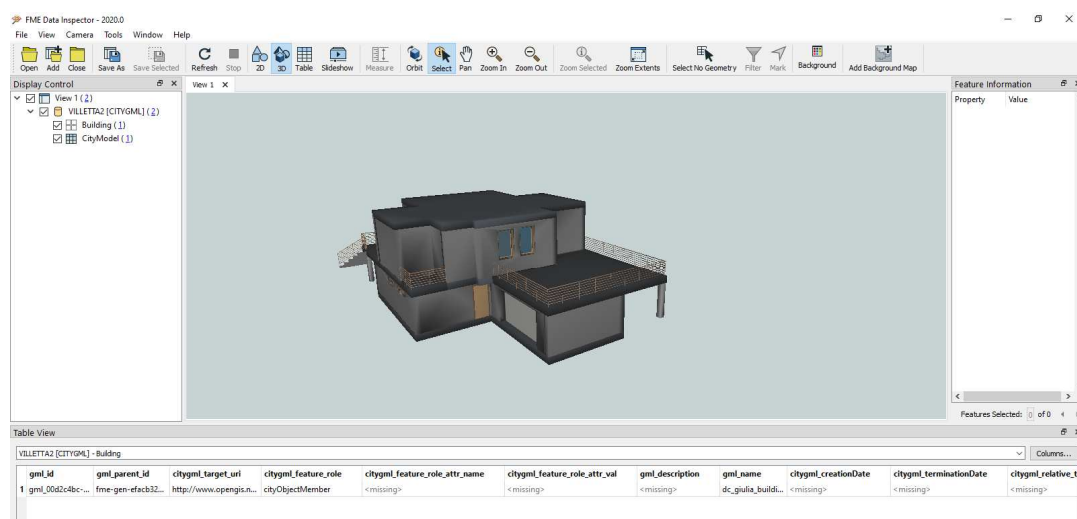 FME Data Inspector - 2020.0
File View Camera Tools Window Help
Open Add Close Save As Save Selected Refresh Stop 2D 3D Table Slideshow Measure Orbit Select Pan Zoom In Zoom Out Zoom Selected Zoom Extents Select No Geometry Filter Mark Background Add Background Map
Display Control
View 1
Feature Information
View 1 (2)
Property Value
VILLETTA2 [CITYGML] (2)
Building (1)
CityModel (1)
Features Selected: 0 of 0
Table View
VILLETTA2 [CITYGML] - Building
Columns...
gml_id gml_parent_id citygml_target_uri citygml_feature_role citygml_feature_role_attr_name citygml_feature_role_attr_val gml_description gml_name citygml_creationDate citygml_terminationDate citygml_relative_t
1 gml_00d2c4bc-... fme-gen-efacb32... http://www.opengis.n... cityObjectMember <missing> <missing> <missing> dc_giulia_buildi... <missing> <missing> <missing>